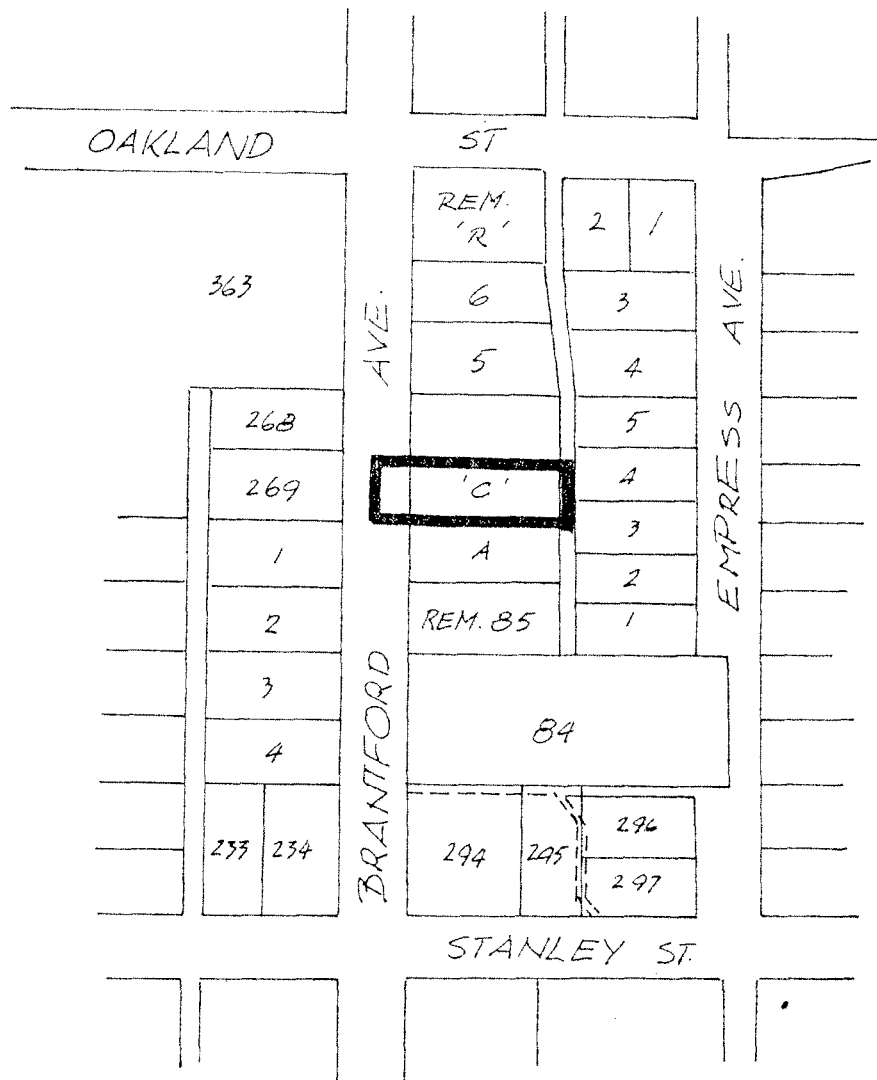 OAKLAND ST
REM.
'R'
2
1
363
6
3
5
4
268
5
269
'C'
4
3
1
A
2
2
REM. 85
1
3
84
4
233
234
294
295
296
297
BRANTFORD AVE.
EMPRESS AVE.
STANLEY ST.